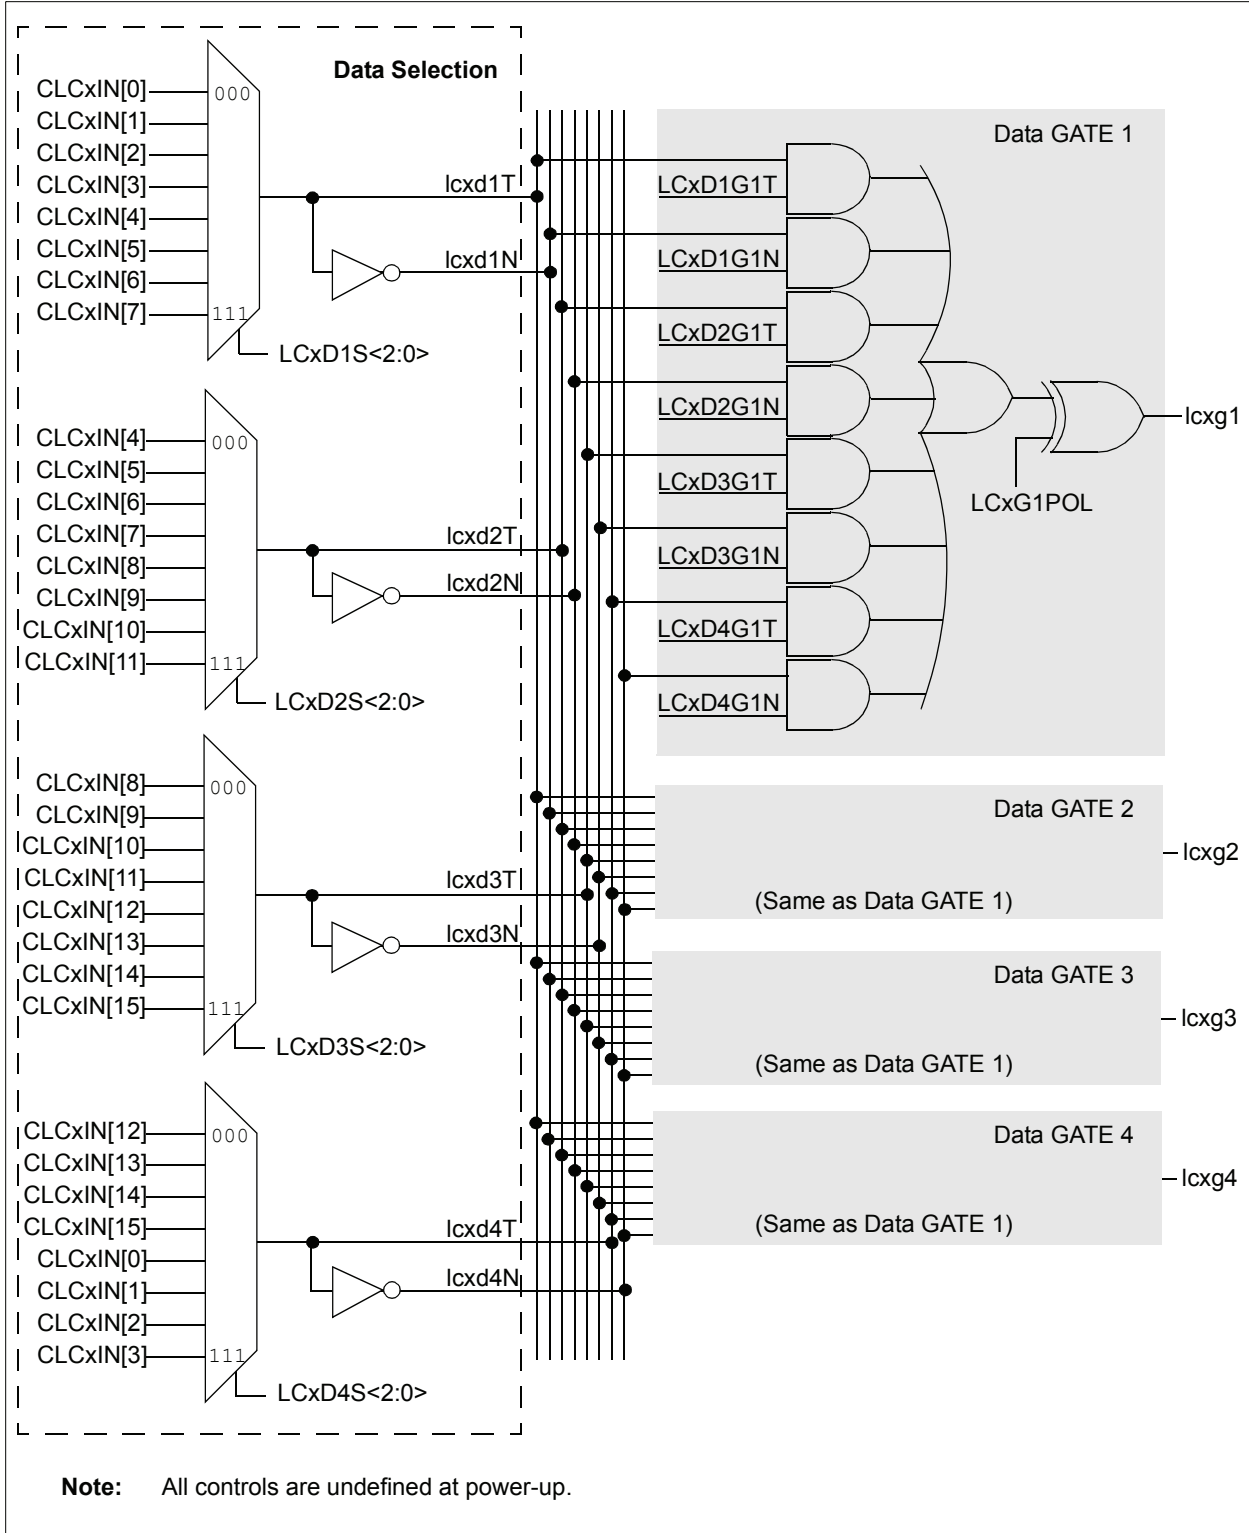 Data Selection
CLCxIN[0]
CLCxIN[1]
CLCxIN[2]
CLCxIN[3]
CLCxIN[4]
CLCxIN[5]
CLCxIN[6]
CLCxIN[7]
000
111
LCxD1S<2:0>
lcxd1T
lcxd1N
CLCxIN[4]
CLCxIN[5]
CLCxIN[6]
CLCxIN[7]
CLCxIN[8]
CLCxIN[9]
CLCxIN[10]
CLCxIN[11]
000
111
LCxD2S<2:0>
lcxd2T
lcxd2N
CLCxIN[8]
CLCxIN[9]
CLCxIN[10]
CLCxIN[11]
CLCxIN[12]
CLCxIN[13]
CLCxIN[14]
CLCxIN[15]
000
111
LCxD3S<2:0>
lcxd3T
lcxd3N
CLCxIN[12]
CLCxIN[13]
CLCxIN[14]
CLCxIN[15]
CLCxIN[0]
CLCxIN[1]
CLCxIN[2]
CLCxIN[3]
000
111
LCxD4S<2:0>
lcxd4T
lcxd4N
Data GATE 1
LCxD1G1T
LCxD1G1N
LCxD2G1T
LCxD2G1N
LCxD3G1T
LCxD3G1N
LCxD4G1T
LCxD4G1N
LCxG1POL
lcxg1
Data GATE 2
(Same as Data GATE 1)
lcxg2
Data GATE 3
(Same as Data GATE 1)
lcxg3
Data GATE 4
(Same as Data GATE 1)
lcxg4
Note: All controls are undefined at power-up.